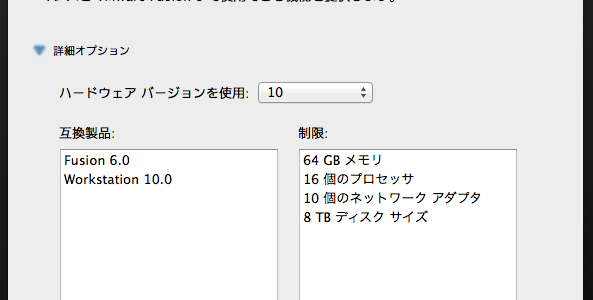 詳細オプション
ハードウェア バージョンを使用: 10
互換製品: 制限:
Fusion 6.0
Workstation 10.0
64 GB メモリ
16 個のプロセッサ
10 個のネットワーク アダプタ
8 TB ディスク サイズ